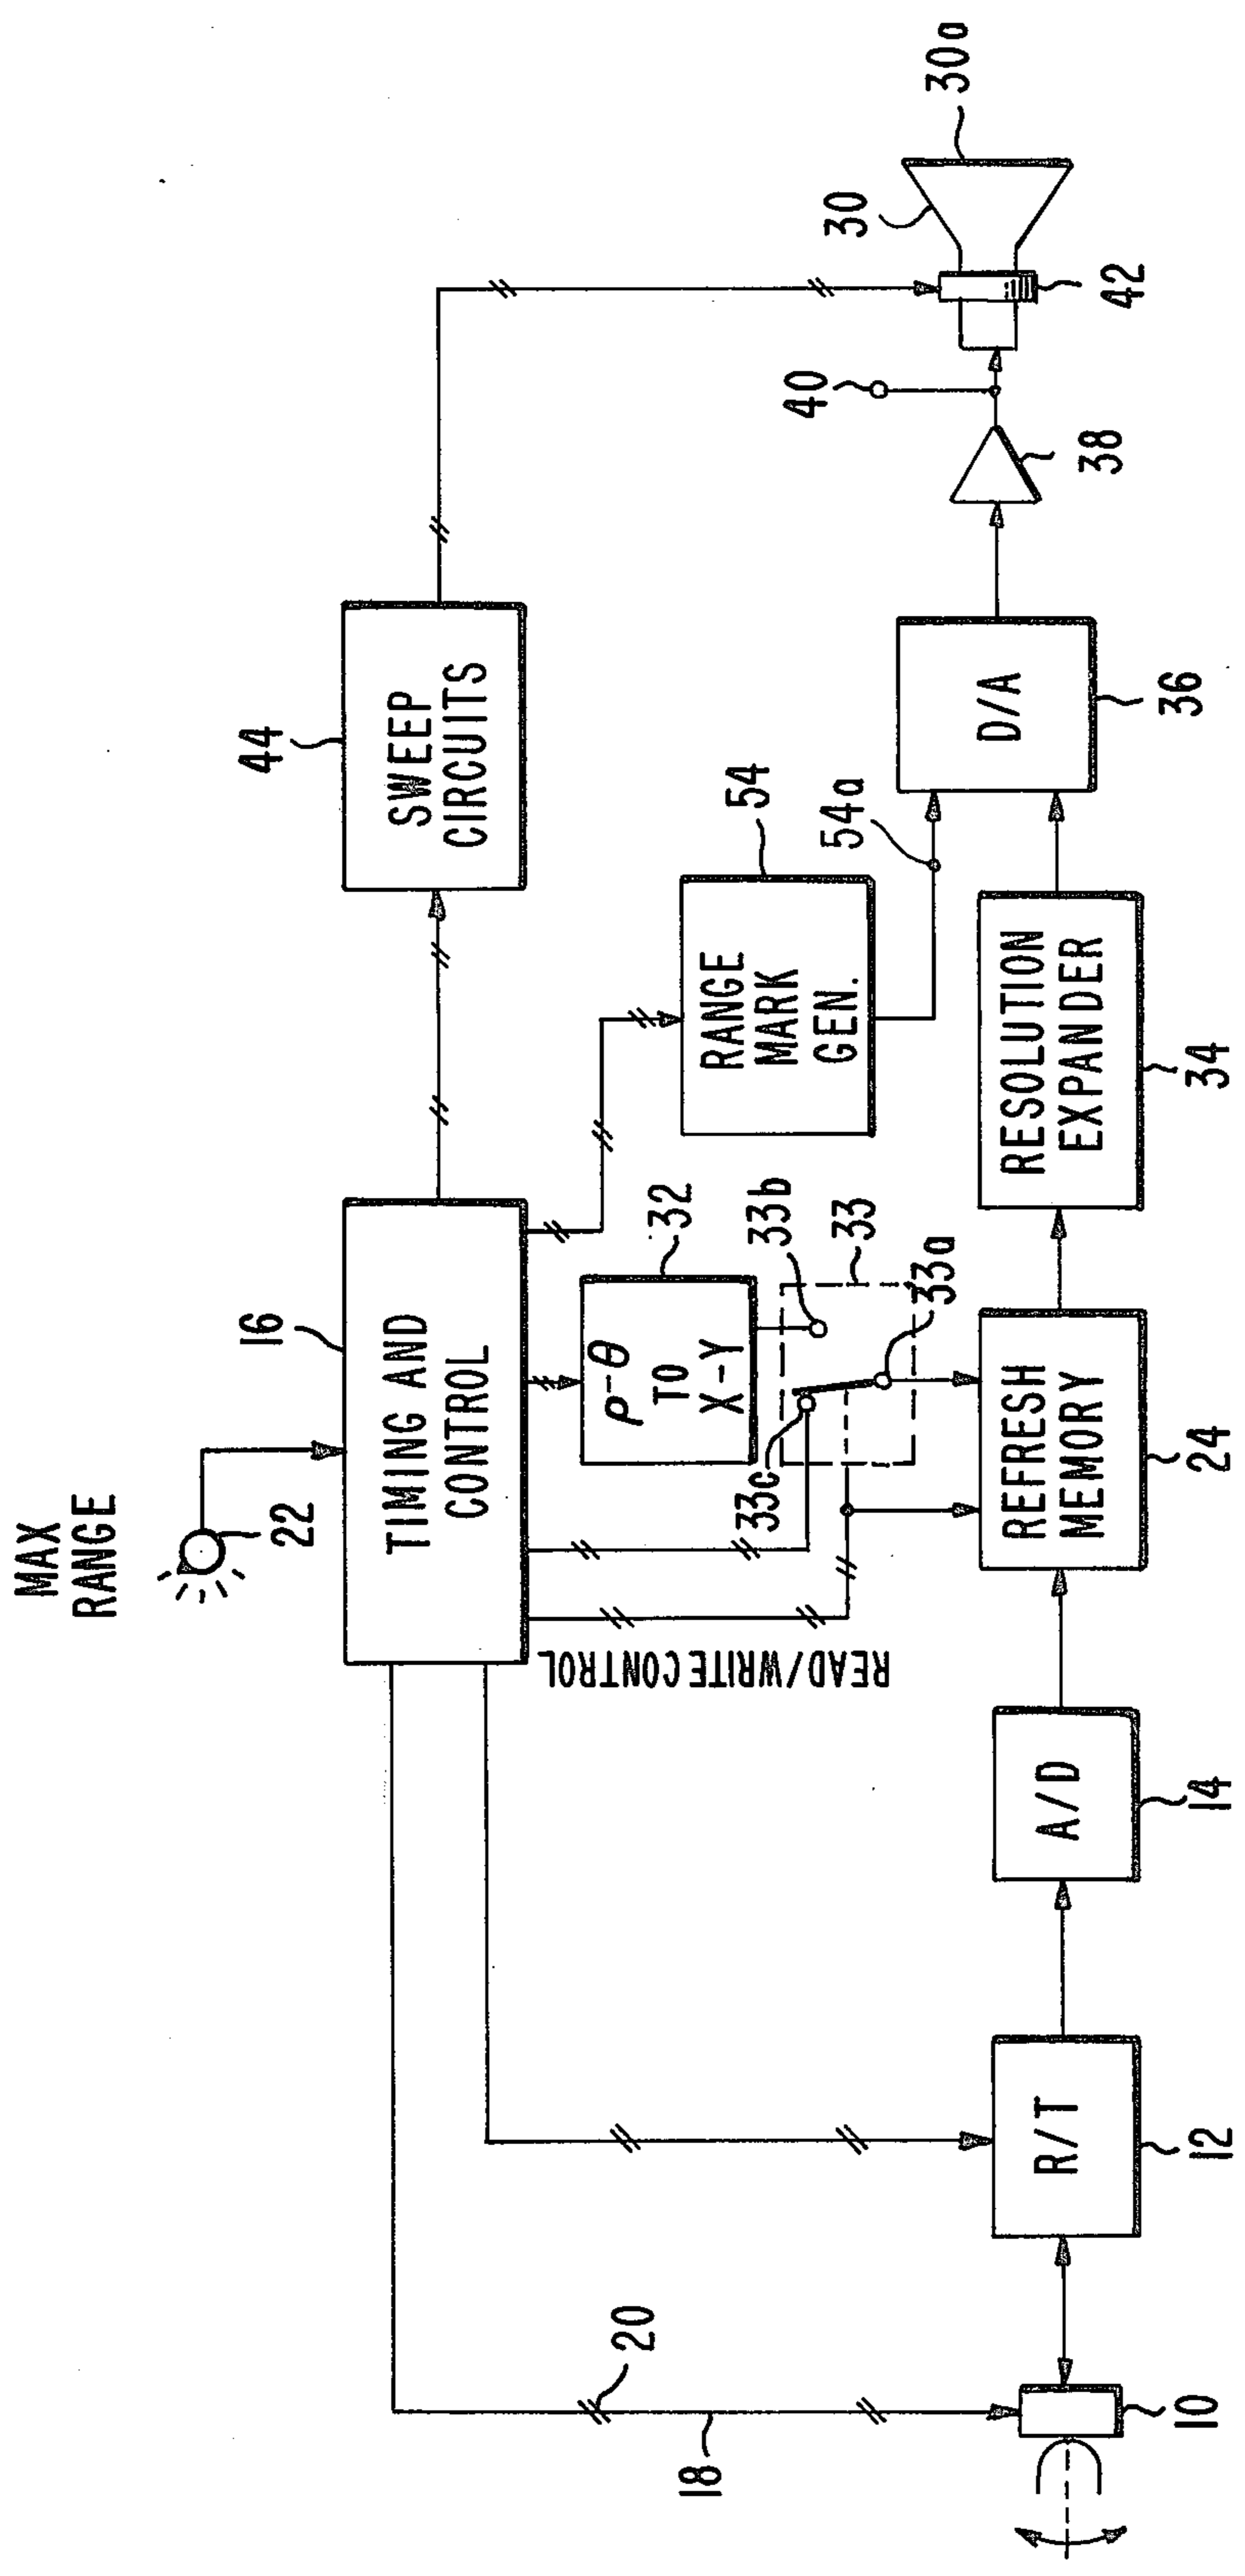 MAX
RANGE
22
16
TIMING AND
CONTROL
44
SWEEP
CIRCUITS
18
20
READ/WRITE CONTROL
ρ-θ
TO
X-Y
32
33c
33b
33
33a
RANGE
MARK
GEN.
54
54a
40
30
30a
10
R/T
12
A/D
14
REFRESH
MEMORY
24
RESOLUTION
EXPANDER
34
D/A
36
38
42